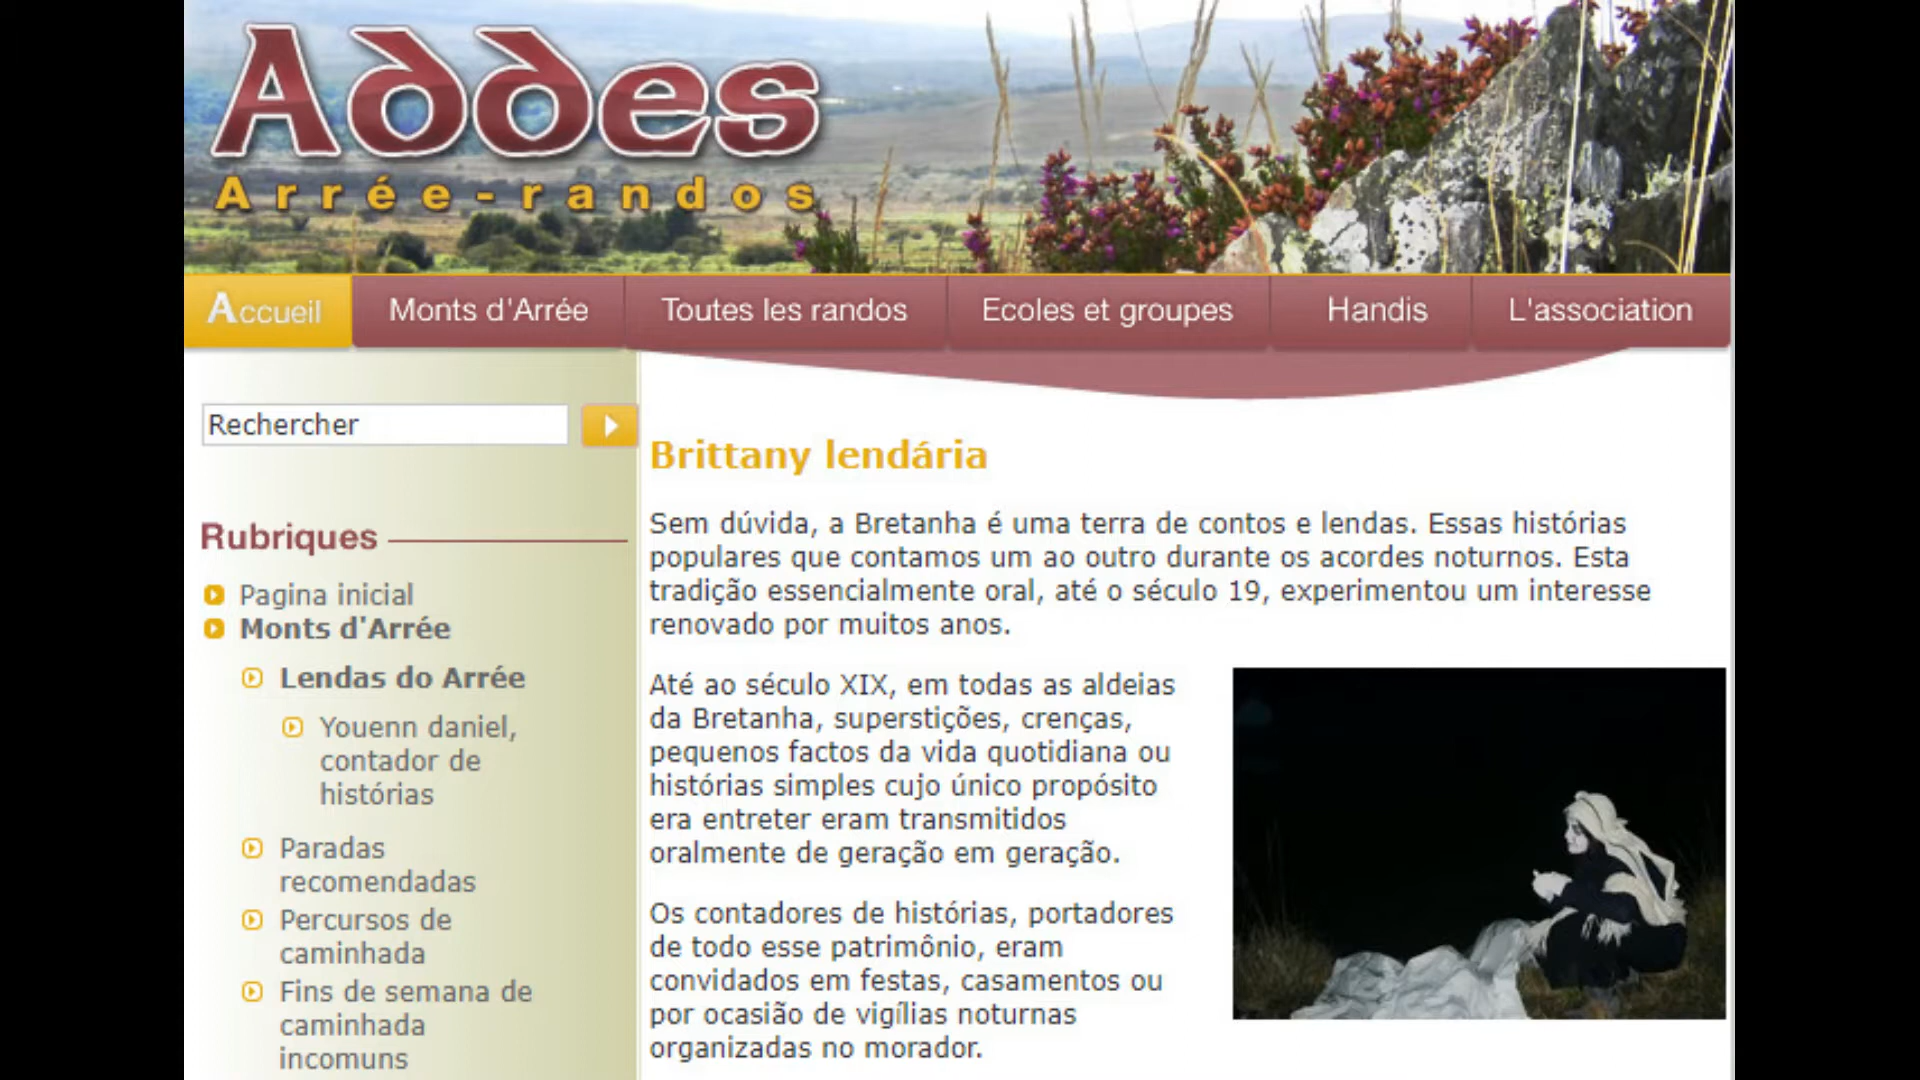 Addes
Arrée-randos
Accueil
Monts d'Arrée
Toutes les randos
Ecoles et groupes
Handis
L'association
Rechercher
Rubriques
Pagina inicial
Monts d'Arrée
Lendas do Arrée
Youenn daniel,
contador de
histórias
Paradas
recomendadas
Percursos de
caminhada
Fins de semana de
caminhada
incomuns
Brittany lendária
Sem dúvida, a Bretanha é uma terra de contos e lendas. Essas histórias
populares que contamos um ao outro durante os acordes noturnos. Esta
tradição essencialmente oral, até o século 19, experimentou um interesse
renovado por muitos anos.
Até ao século XIX, em todas as aldeias
da Bretanha, superstições, crenças,
pequenos factos da vida quotidiana ou
histórias simples cujo único propósito
era entreter eram transmitidos
oralmente de geração em geração.
Os contadores de histórias, portadores
de todo esse patrimônio, eram
convidados em festas, casamentos ou
por ocasião de vigílias noturnas
organizadas no morador.